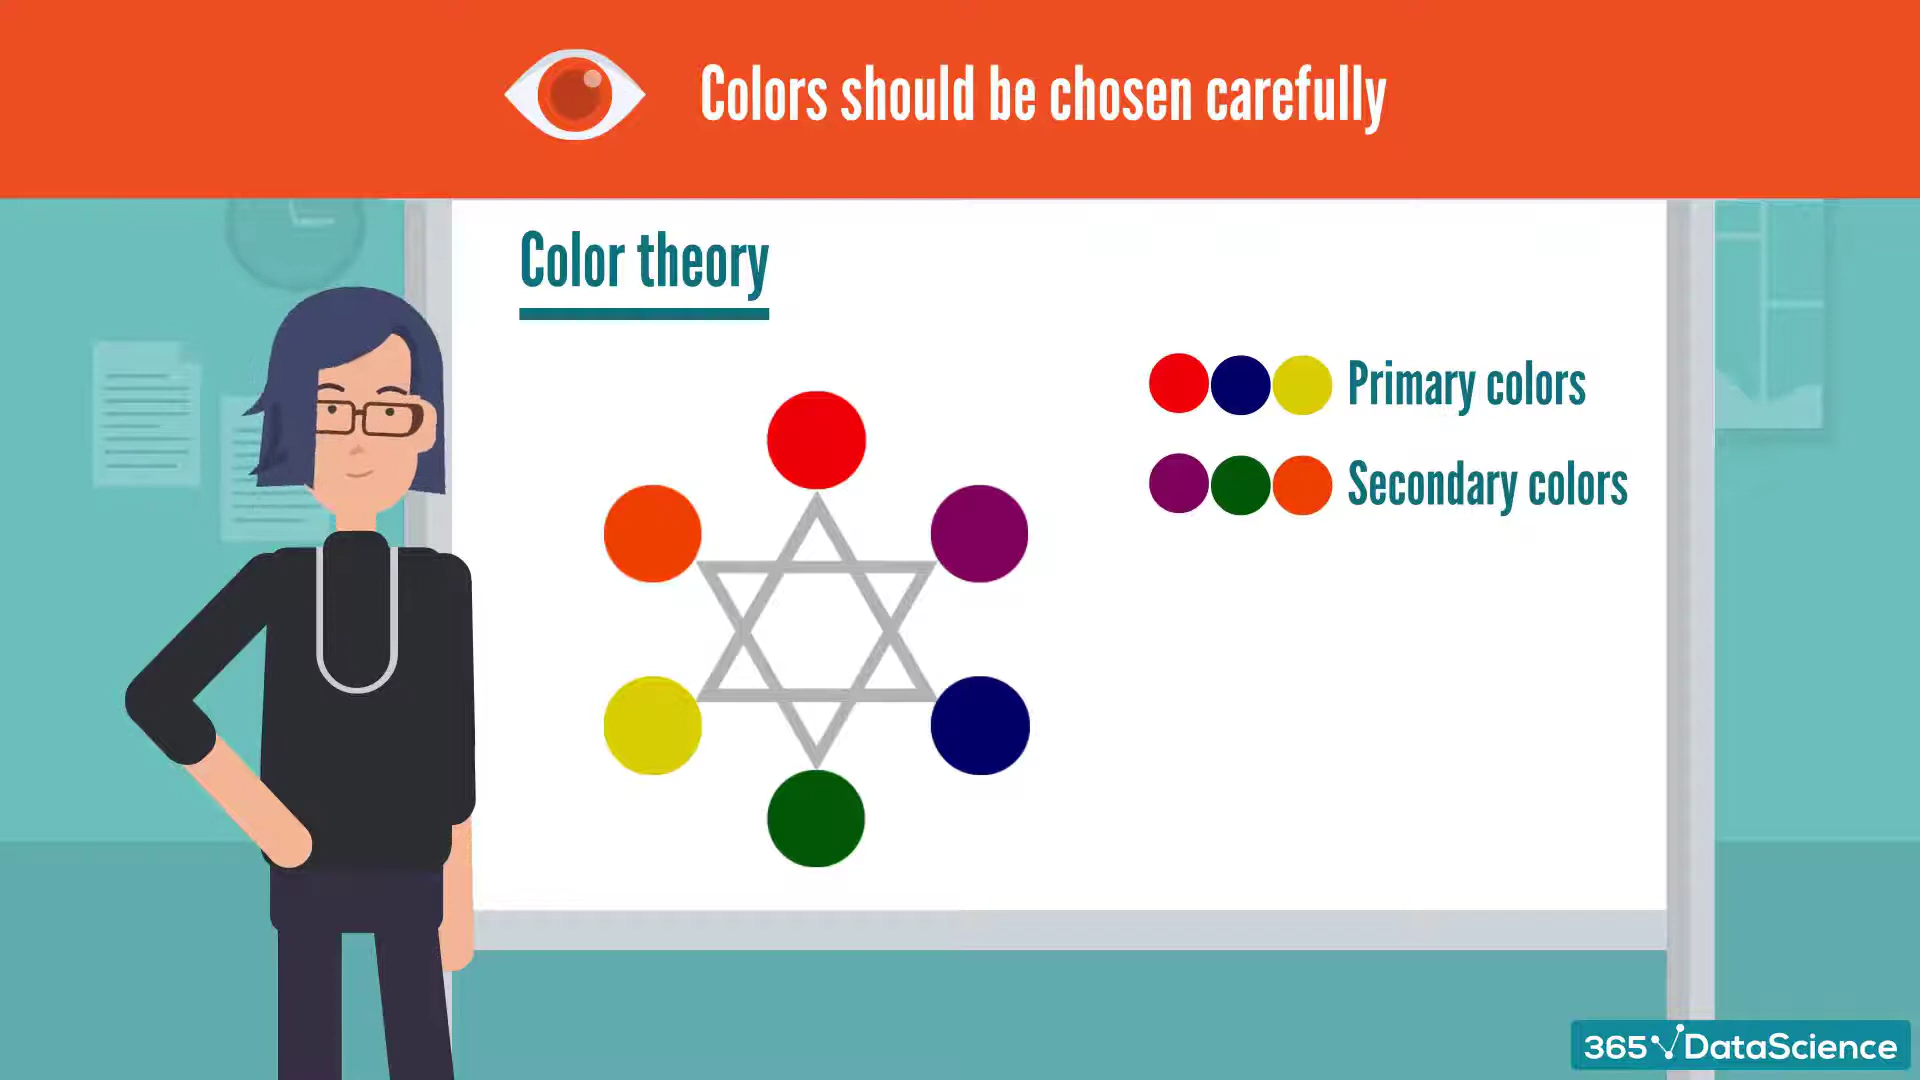 Colors should be chosen carefully
Color theory
Primary colors
Secondary colors
365 DataScience